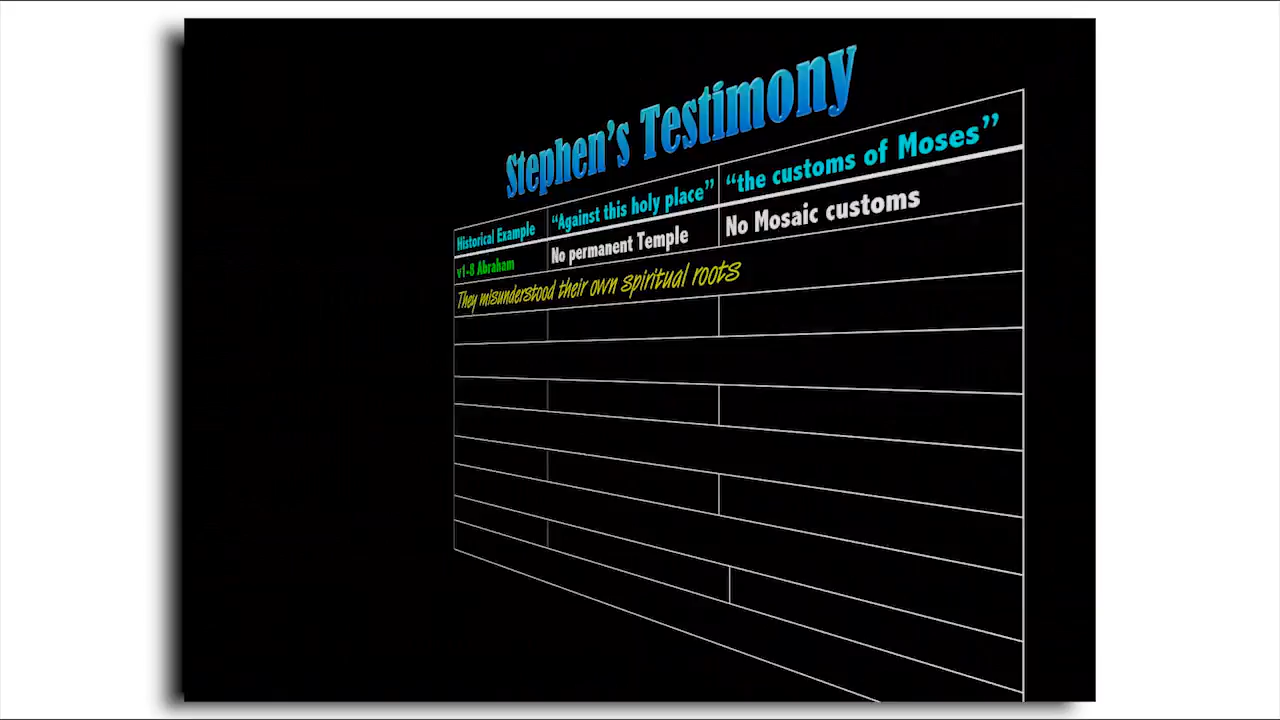 Stephen's Testimony
Historical Example “Against this holy place” “the customs of Moses”
v1-8 Abraham No permanent Temple No Mosaic customs
They misunderstood their own spiritual roots